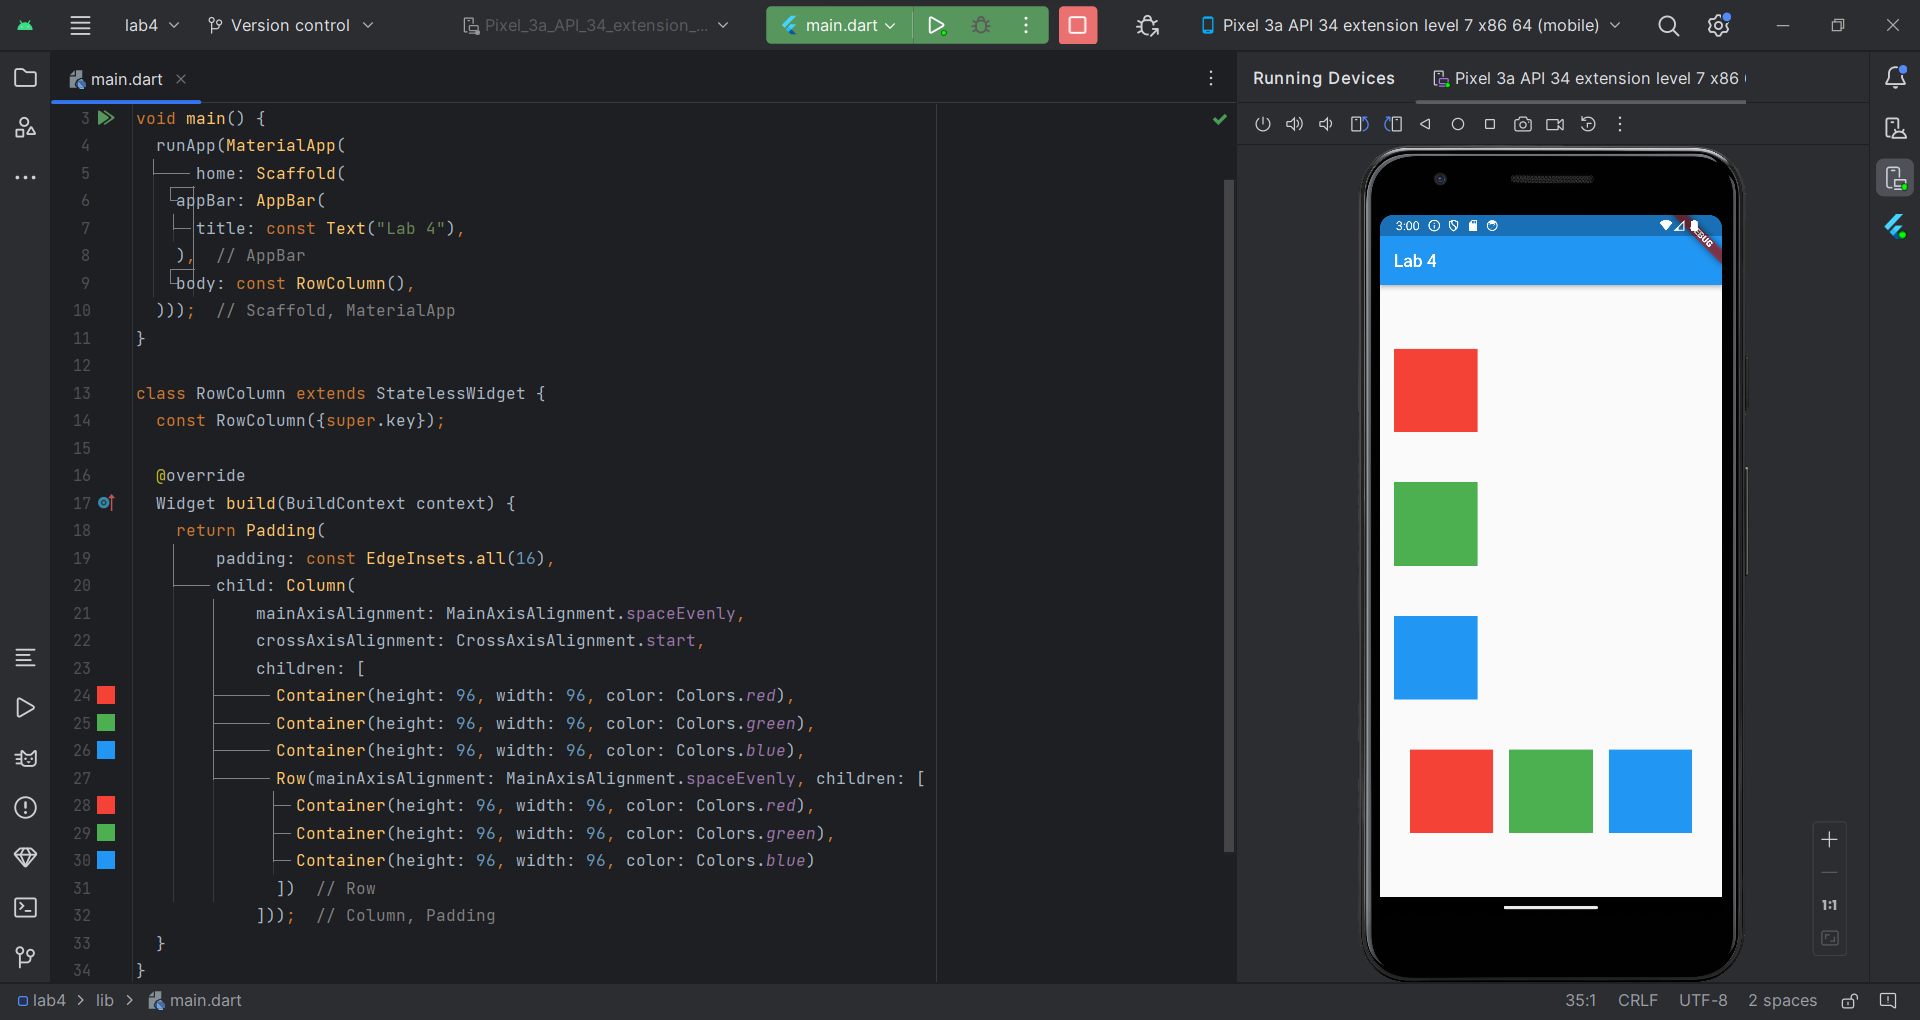 lab4
Version control
Pixel_3a_API_34_extension_...
main.dart
Pixel 3a API 34 extension level 7 x86 64 (mobile)
main.dart
Running Devices
Pixel 3a API 34 extension level 7 x86
3 void main() {
4 runApp(MaterialApp(
5 home: Scaffold(
6 appBar: AppBar(
7 title: const Text("Lab 4"),
8 ), // AppBar
9 body: const RowColumn(),
10 ))); // Scaffold, MaterialApp
11 }
12
13 class RowColumn extends StatelessWidget {
14 const RowColumn({super.key});
15
16 @override
17 Widget build(BuildContext context) {
18 return Padding(
19 padding: const EdgeInsets.all(16),
20 child: Column(
21 mainAxisAlignment: MainAxisAlignment.spaceEvenly,
22 crossAxisAlignment: CrossAxisAlignment.start,
23 children: [
24 Container(height: 96, width: 96, color: Colors.red),
25 Container(height: 96, width: 96, color: Colors.green),
26 Container(height: 96, width: 96, color: Colors.blue),
27 Row(mainAxisAlignment: MainAxisAlignment.spaceEvenly, children: [
28 Container(height: 96, width: 96, color: Colors.red),
29 Container(height: 96, width: 96, color: Colors.green),
30 Container(height: 96, width: 96, color: Colors.blue)
31 ]) // Row
32 ])); // Column, Padding
33 }
34 }
3:00
Lab 4
1:1
lab4 > lib > main.dart
35:1 CRLF UTF-8 2 spaces